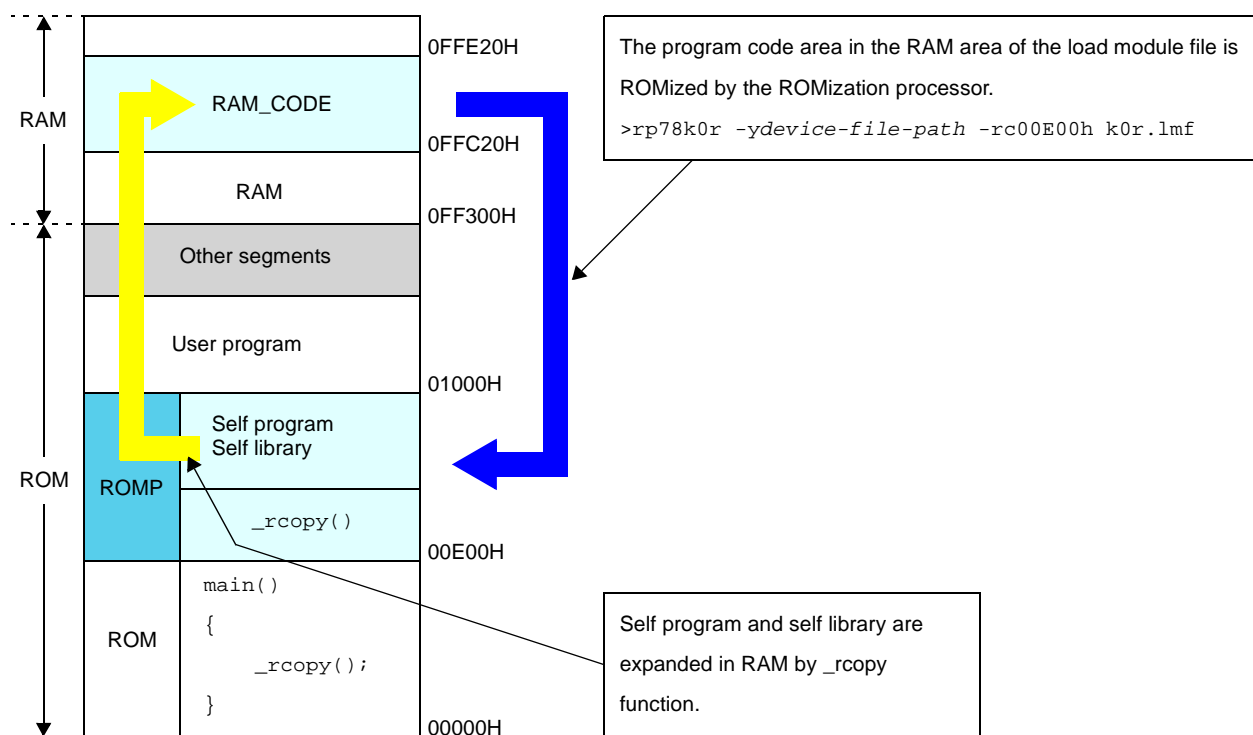 0FFE20H
RAM_CODE
RAM
0FFC20H
RAM
0FF300H
Other segments
User program
01000H
Self program
Self library
ROM
ROMP
_rcopy()
00E00H
main()
{
ROM
_rcopy();
}
00000H
The program code area in the RAM area of the load module file is
ROMized by the ROMization processor.
>rp78k0r -ydevice-file-path -rc00E00h k0r.lmf
Self program and self library are
expanded in RAM by _rcopy
function.